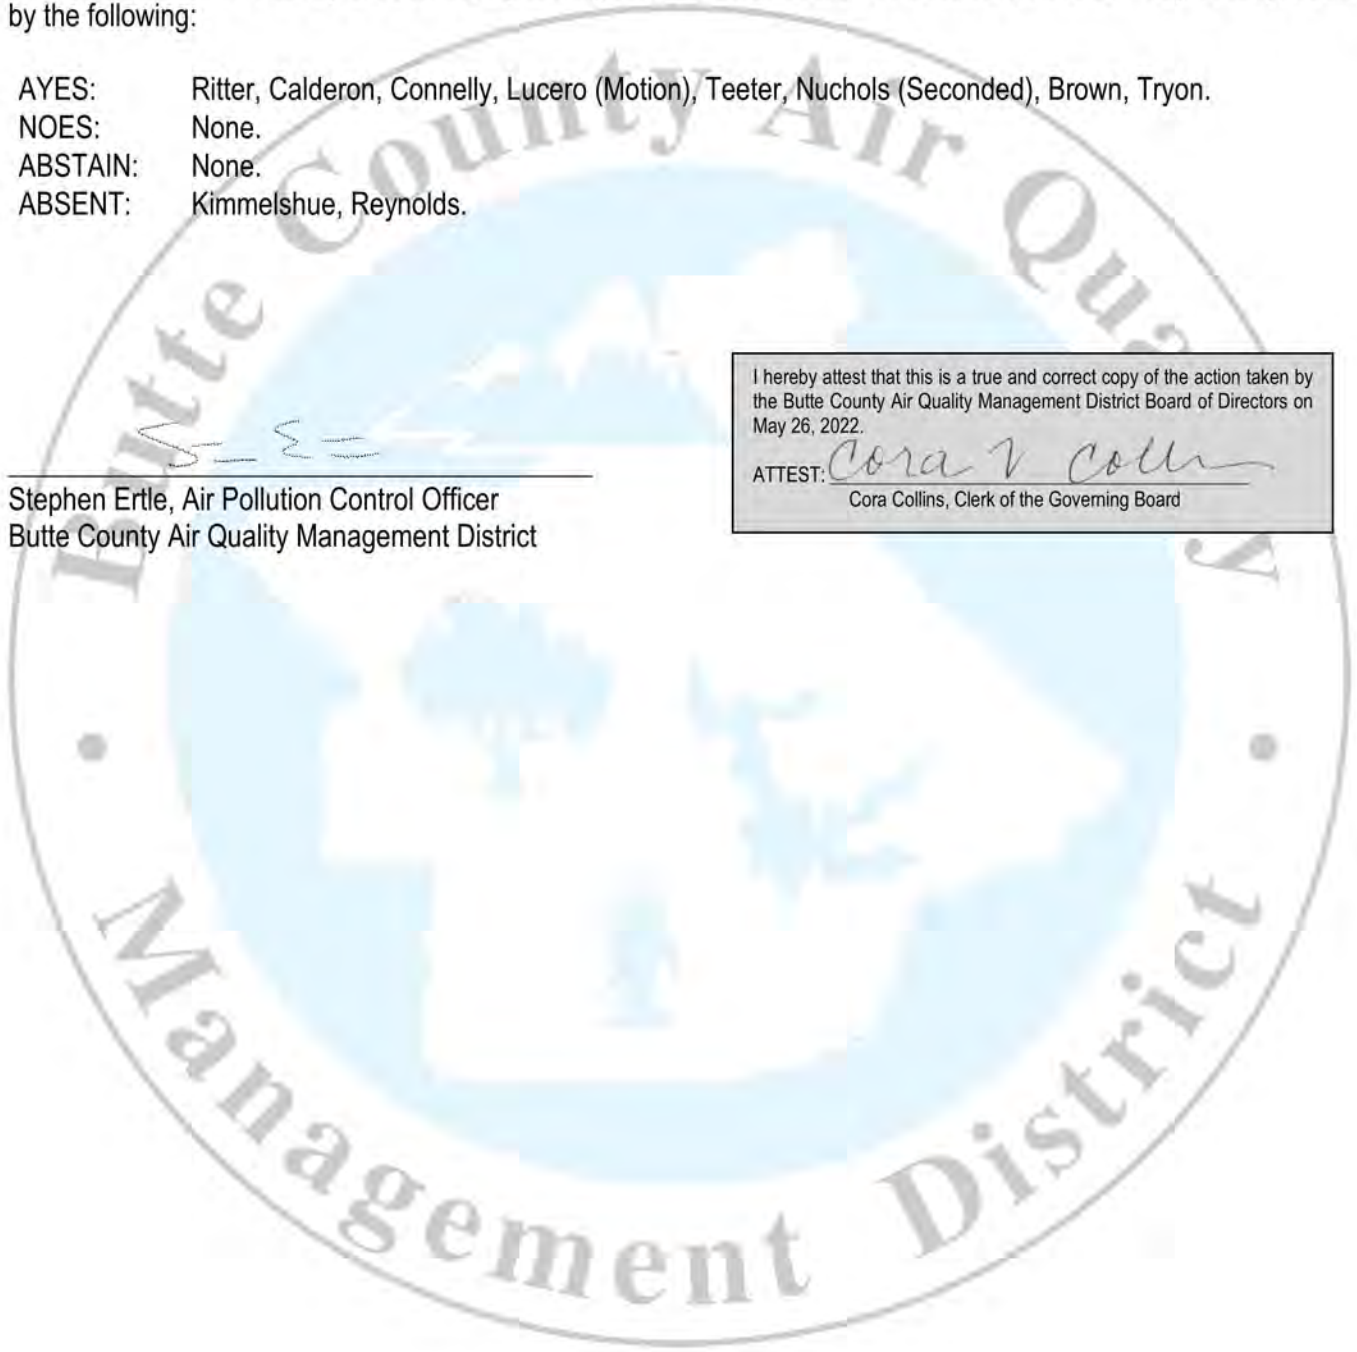 by the following:
AYES: Ritter, Calderon, Connelly, Lucero (Motion), Teeter, Nuchols (Seconded), Brown, Tryon.
NOES: None.
ABSTAIN: None.
ABSENT: Kimmelshue, Reynolds.
I hereby attest that this is a true and correct copy of the action taken by
the Butte County Air Quality Management District Board of Directors on
May 26, 2022.
ATTEST: Cora V Coll
Cora Collins, Clerk of the Governing Board
Stephen Ertle, Air Pollution Control Officer
Butte County Air Quality Management District
Butte County Air Quality
Management District